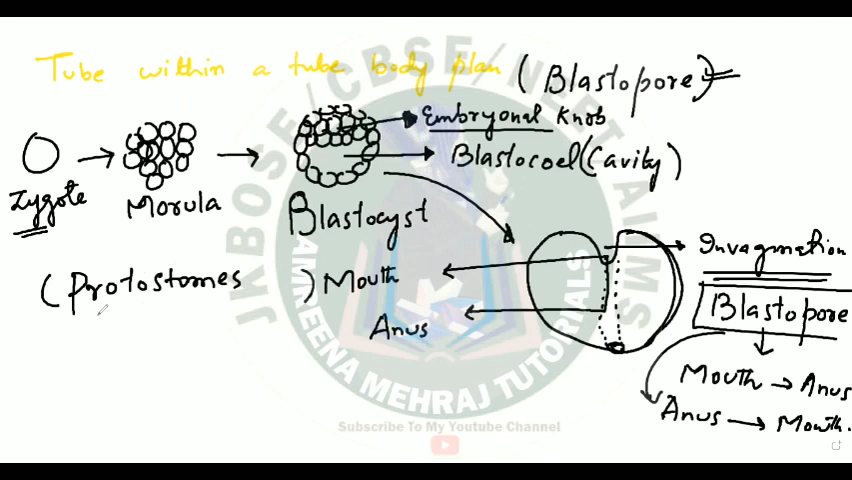 Tube within a tube body plan (Blastopore)
Embryonal Knob
Blastocoel (Cavity)
Zygote
Morula
Blastocyst
Invagination
(Protostomes ) Mouth
Anus
Blastopore
Mouth → Anus
Anus → Mouth.
JKBOSE / CBSE / NEET / AIIMS
AMREENA MEHRAJ TUTORIALS
Subscribe To My Youtube Channel